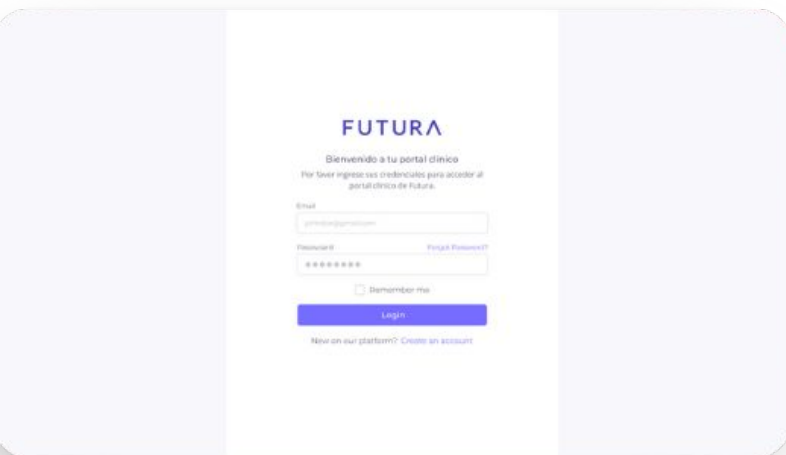 FUTURA
Bienvenido a tu portal clínico
Por favor ingrese sus credenciales para acceder al
portal clínico de Futura.
Email
Password Forgot Password?
Remember me
Login
New on our platform? Create an account